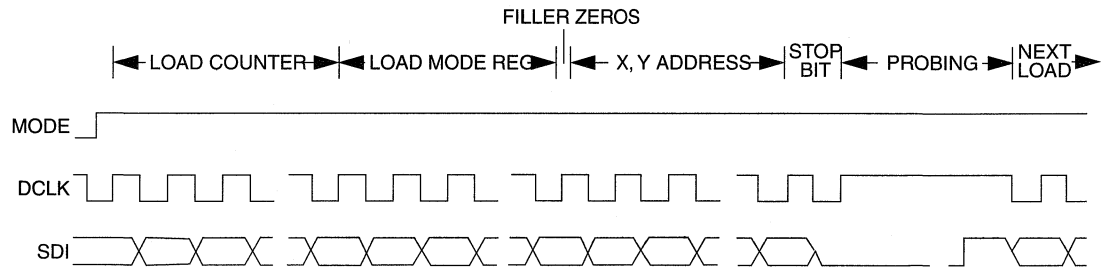 FILLER ZEROS
LOAD COUNTER
LOAD MODE REG
X, Y ADDRESS
STOP
BIT
PROBING
NEXT
LOAD
MODE
DCLK
SDI